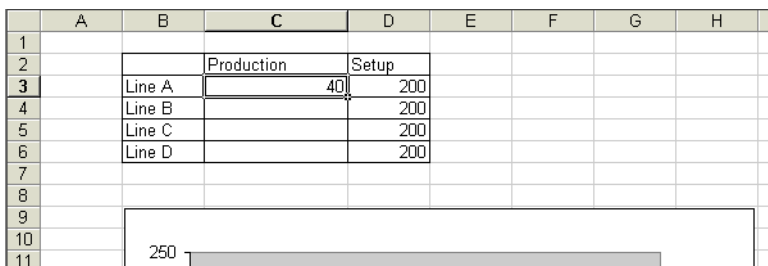 A B C D E F G H
1
2 Production Setup
3 Line A 40 200
4 Line B 200
5 Line C 200
6 Line D 200
7
8
9
10
11 250